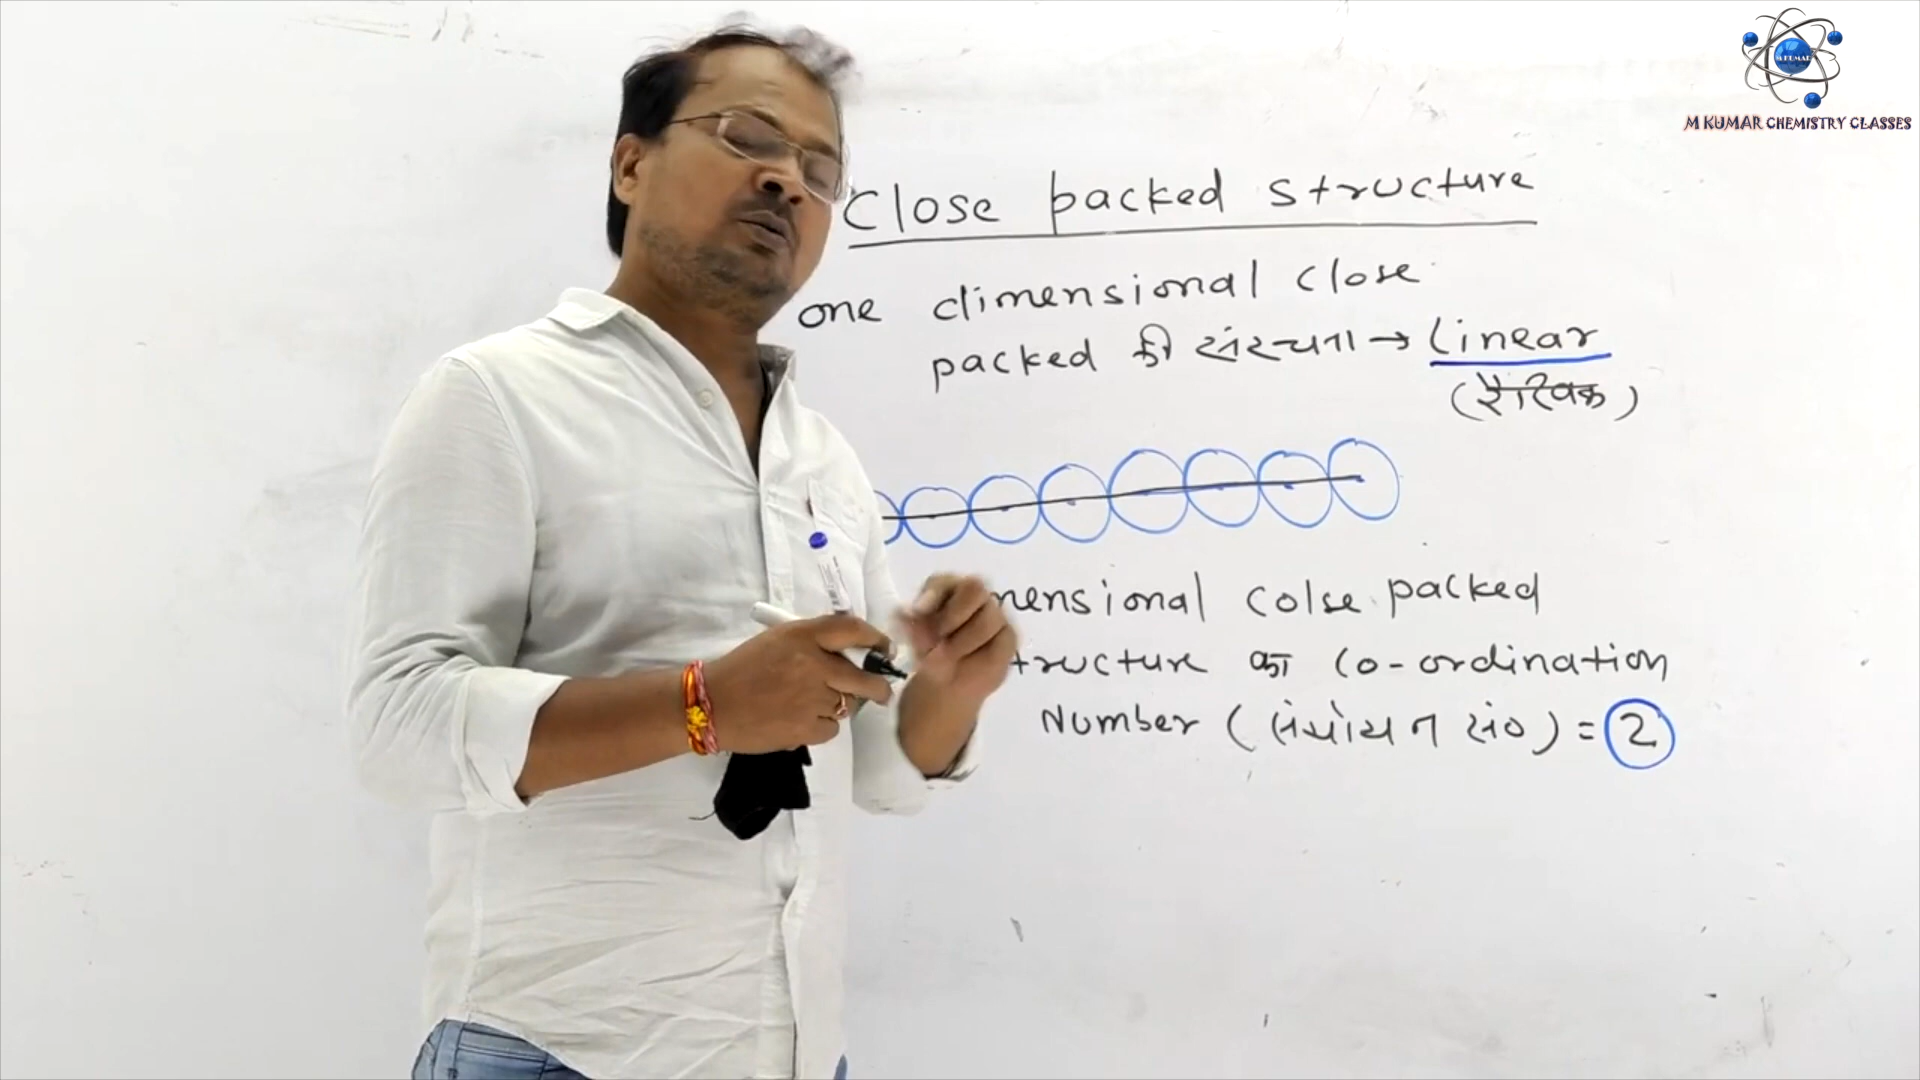 M KUMAR
M KUMAR CHEMISTRY CLASSES
Close packed structure
one dimensional close
packed की संरचना → Linear
(रैखिक)
mensional colse packed
tructure का co-ordination
Number (संयोजन सं०) = 2